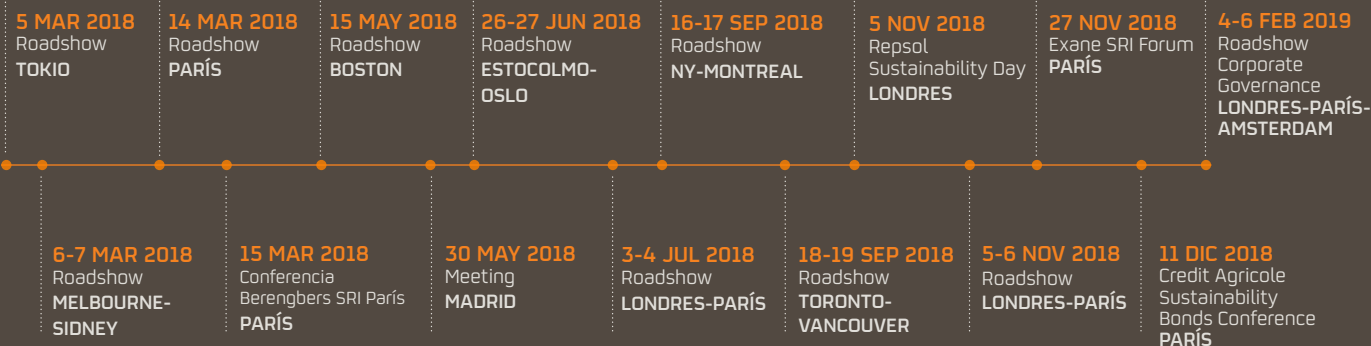 5 MAR 2018
Roadshow
TOKIO
14 MAR 2018
Roadshow
PARÍS
15 MAY 2018
Roadshow
BOSTON
26-27 JUN 2018
Roadshow
ESTOCOLMO-
OSLO
16-17 SEP 2018
Roadshow
NY-MONTREAL
5 NOV 2018
Repsol
Sustainability Day
LONDRES
27 NOV 2018
Exane SRI Forum
PARÍS
4-6 FEB 2019
Roadshow
Corporate
Governance
LONDRES-PARÍS-
AMSTERDAM
6-7 MAR 2018
Roadshow
MELBOURNE-
SIDNEY
15 MAR 2018
Conferencia
Berengbers SRI París
PARÍS
30 MAY 2018
Meeting
MADRID
3-4 JUL 2018
Roadshow
LONDRES-PARÍS
18-19 SEP 2018
Roadshow
TORONTO-
VANCOUVER
5-6 NOV 2018
Roadshow
LONDRES-PARÍS
11 DIC 2018
Credit Agricole
Sustainability
Bonds Conference
PARÍS